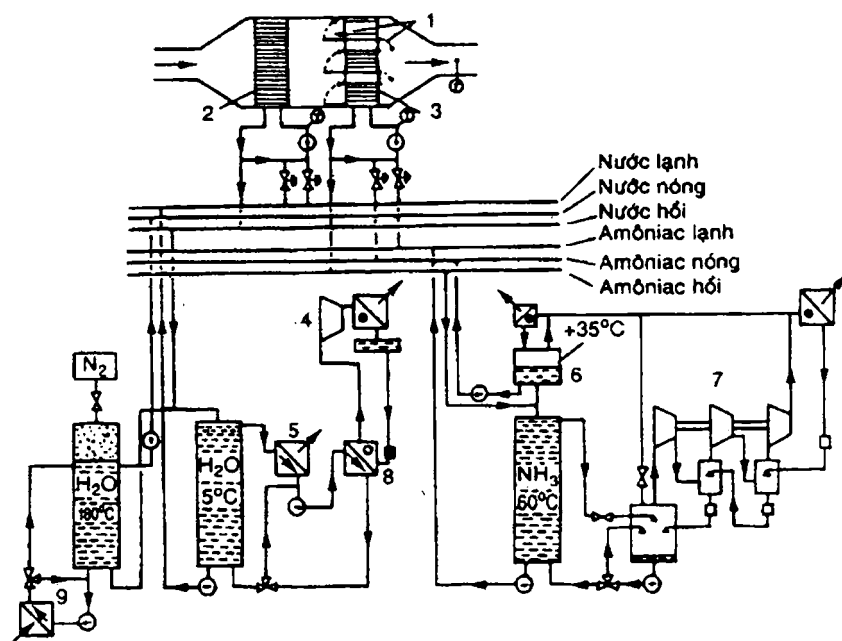 1
2
3
Nước lạnh
Nước nóng
Nước hồi
Amôniac lạnh
Amôniac nóng
Amôniac hồi
4
+35°C
6
7
N₂
5
8
H₂O
180°C
H₂O
5°C
NH₃
60°C
9